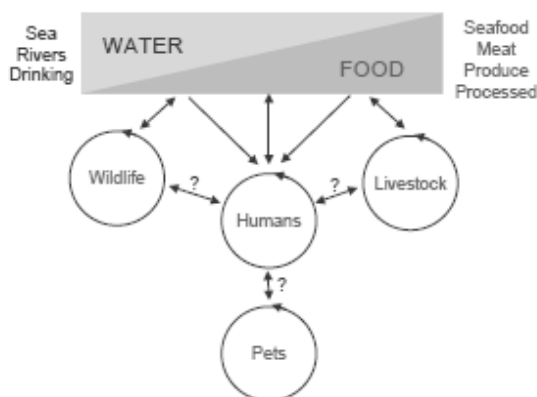 Sea
Rivers
Drinking
WATER
FOOD
Seafood
Meat
Produce
Processed
Wildlife
?
Humans
?
Livestock
?
Pets